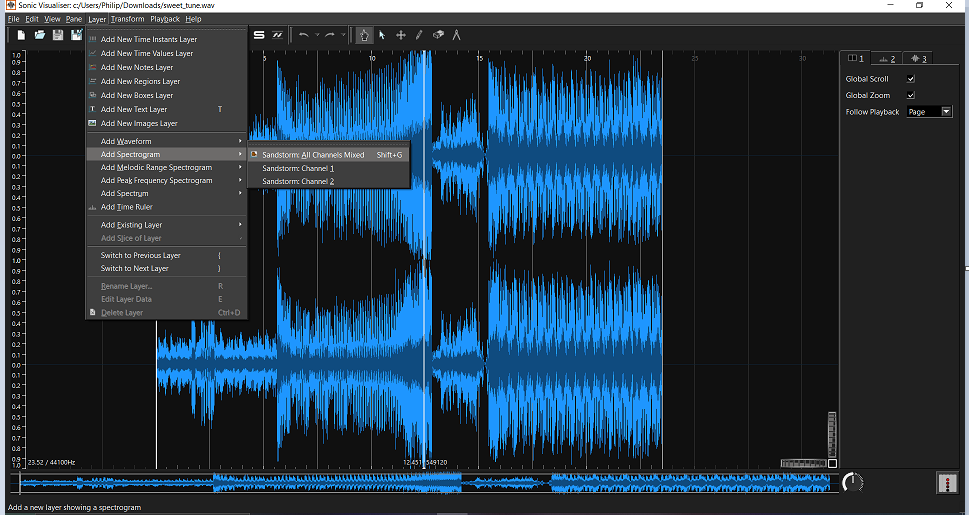 Sonic Visualiser: c:/Users/Philip/Downloads/sweet_tune.wav
File Edit View Pane Layer Transform Playback Help
Add New Time Instants Layer
Add New Time Values Layer
Add New Notes Layer
Add New Regions Layer
Add New Boxes Layer
Add New Text Layer T
Add New Images Layer
Add Waveform
Add Spectrogram
Add Melodic Range Spectrogram
Add Peak Frequency Spectrogram
Add Spectrum
Add Time Ruler
Add Existing Layer
Add Slice of Layer
Switch to Previous Layer {
Switch to Next Layer }
Rename Layer... R
Edit Layer Data E
Delete Layer Ctrl+D
Sandstorm: All Channels Mixed Shift+G
Sandstorm: Channel 1
Sandstorm: Channel 2
5 10 15 20 25 30
1.0
0.9
0.8
0.7
0.6
0.5
0.4
0.3
0.2
0.1
0.0
0.1
0.2
0.3
0.4
0.5
0.6
0.7
0.8
0.9
1.0
0.9
0.8
0.7
0.6
0.5
0.4
0.3
0.2
0.1
0.0
0.1
0.2
0.3
0.4
0.5
0.6
0.7
0.8
0.9
1.0
23.52 / 44100Hz
12.451 549120
1 2 3
Global Scroll
Global Zoom
Follow Playback Page
Add a new layer showing a spectrogram